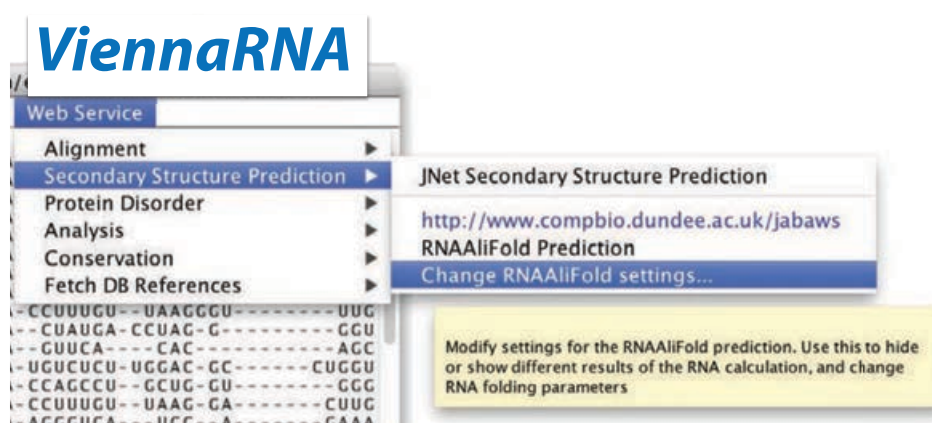 ViennaRNA
Web Service
Alignment
Secondary Structure Prediction
Protein Disorder
Analysis
Conservation
Fetch DB References
JNet Secondary Structure Prediction
http://www.compbio.dundee.ac.uk/jabaws
RNAAliFold Prediction
Change RNAAliFold settings...
Modify settings for the RNAAliFold prediction. Use this to hide
or show different results of the RNA calculation, and change
RNA folding parameters
-CCUUUGU--UAAGGGU--------UUG
--CUAUGA-CCUAG-G--------GGU
--GUUCA----CAC----------AGC
-UGUCUCU-UGGAC-GC------CUGGU
-CCAGCCU--GCUG-GU-------GGG
-CCUUUGU--UAAG-GA-------CUUG